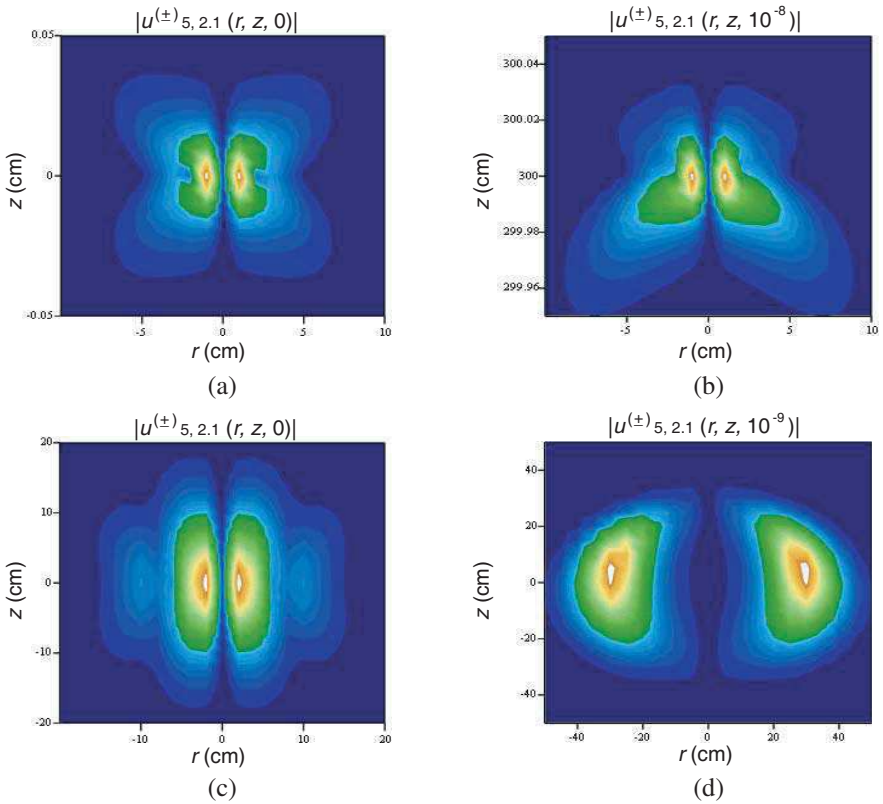 |u(±)5, 2.1 (r, z, 0)|
0.05
0
-0.05
z (cm)
-5 0 5 10
r (cm)
(a)
|u(±)5, 2.1 (r, z, 10-8)|
300.04
300.02
300
299.98
299.96
z (cm)
-5 0 5 10
r (cm)
(b)
|u(±)5, 2.1 (r, z, 0)|
20
10
0
-10
-20
z (cm)
-10 0 10 20
r (cm)
(c)
|u(±)5, 2.1 (r, z, 10-9)|
40
20
0
-20
-40
z (cm)
-40 -20 0 20 40
r (cm)
(d)